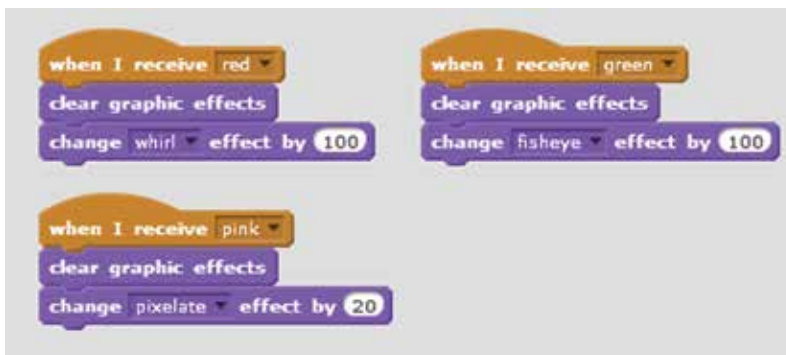 when I receive red
clear graphic effects
change whirl effect by 100
when I receive green
clear graphic effects
change fisheye effect by 100
when I receive pink
clear graphic effects
change pixelate effect by 20